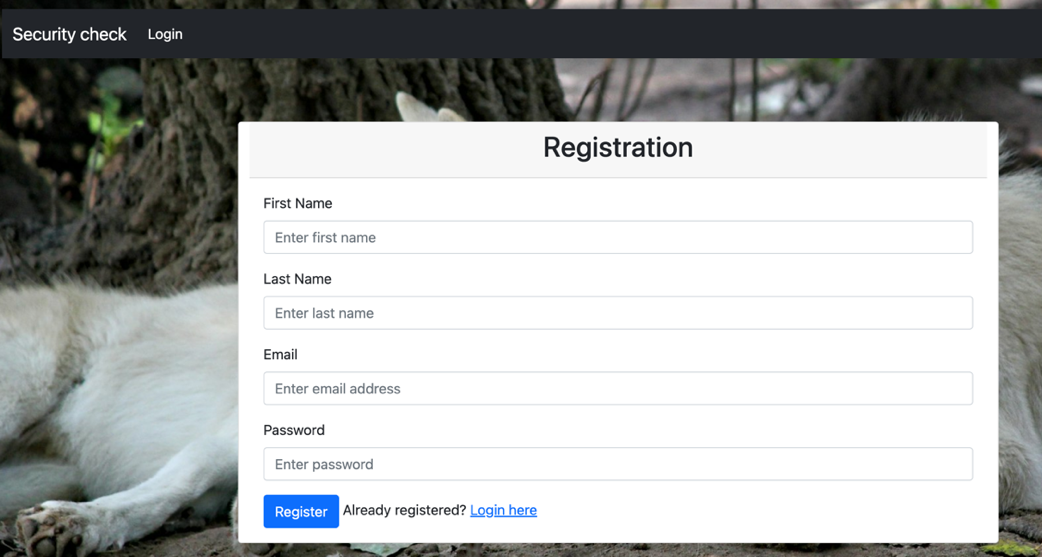 Security check Login
Registration
First Name
Enter first name
Last Name
Enter last name
Email
Enter email address
Password
Enter password
Register Already registered? Login here